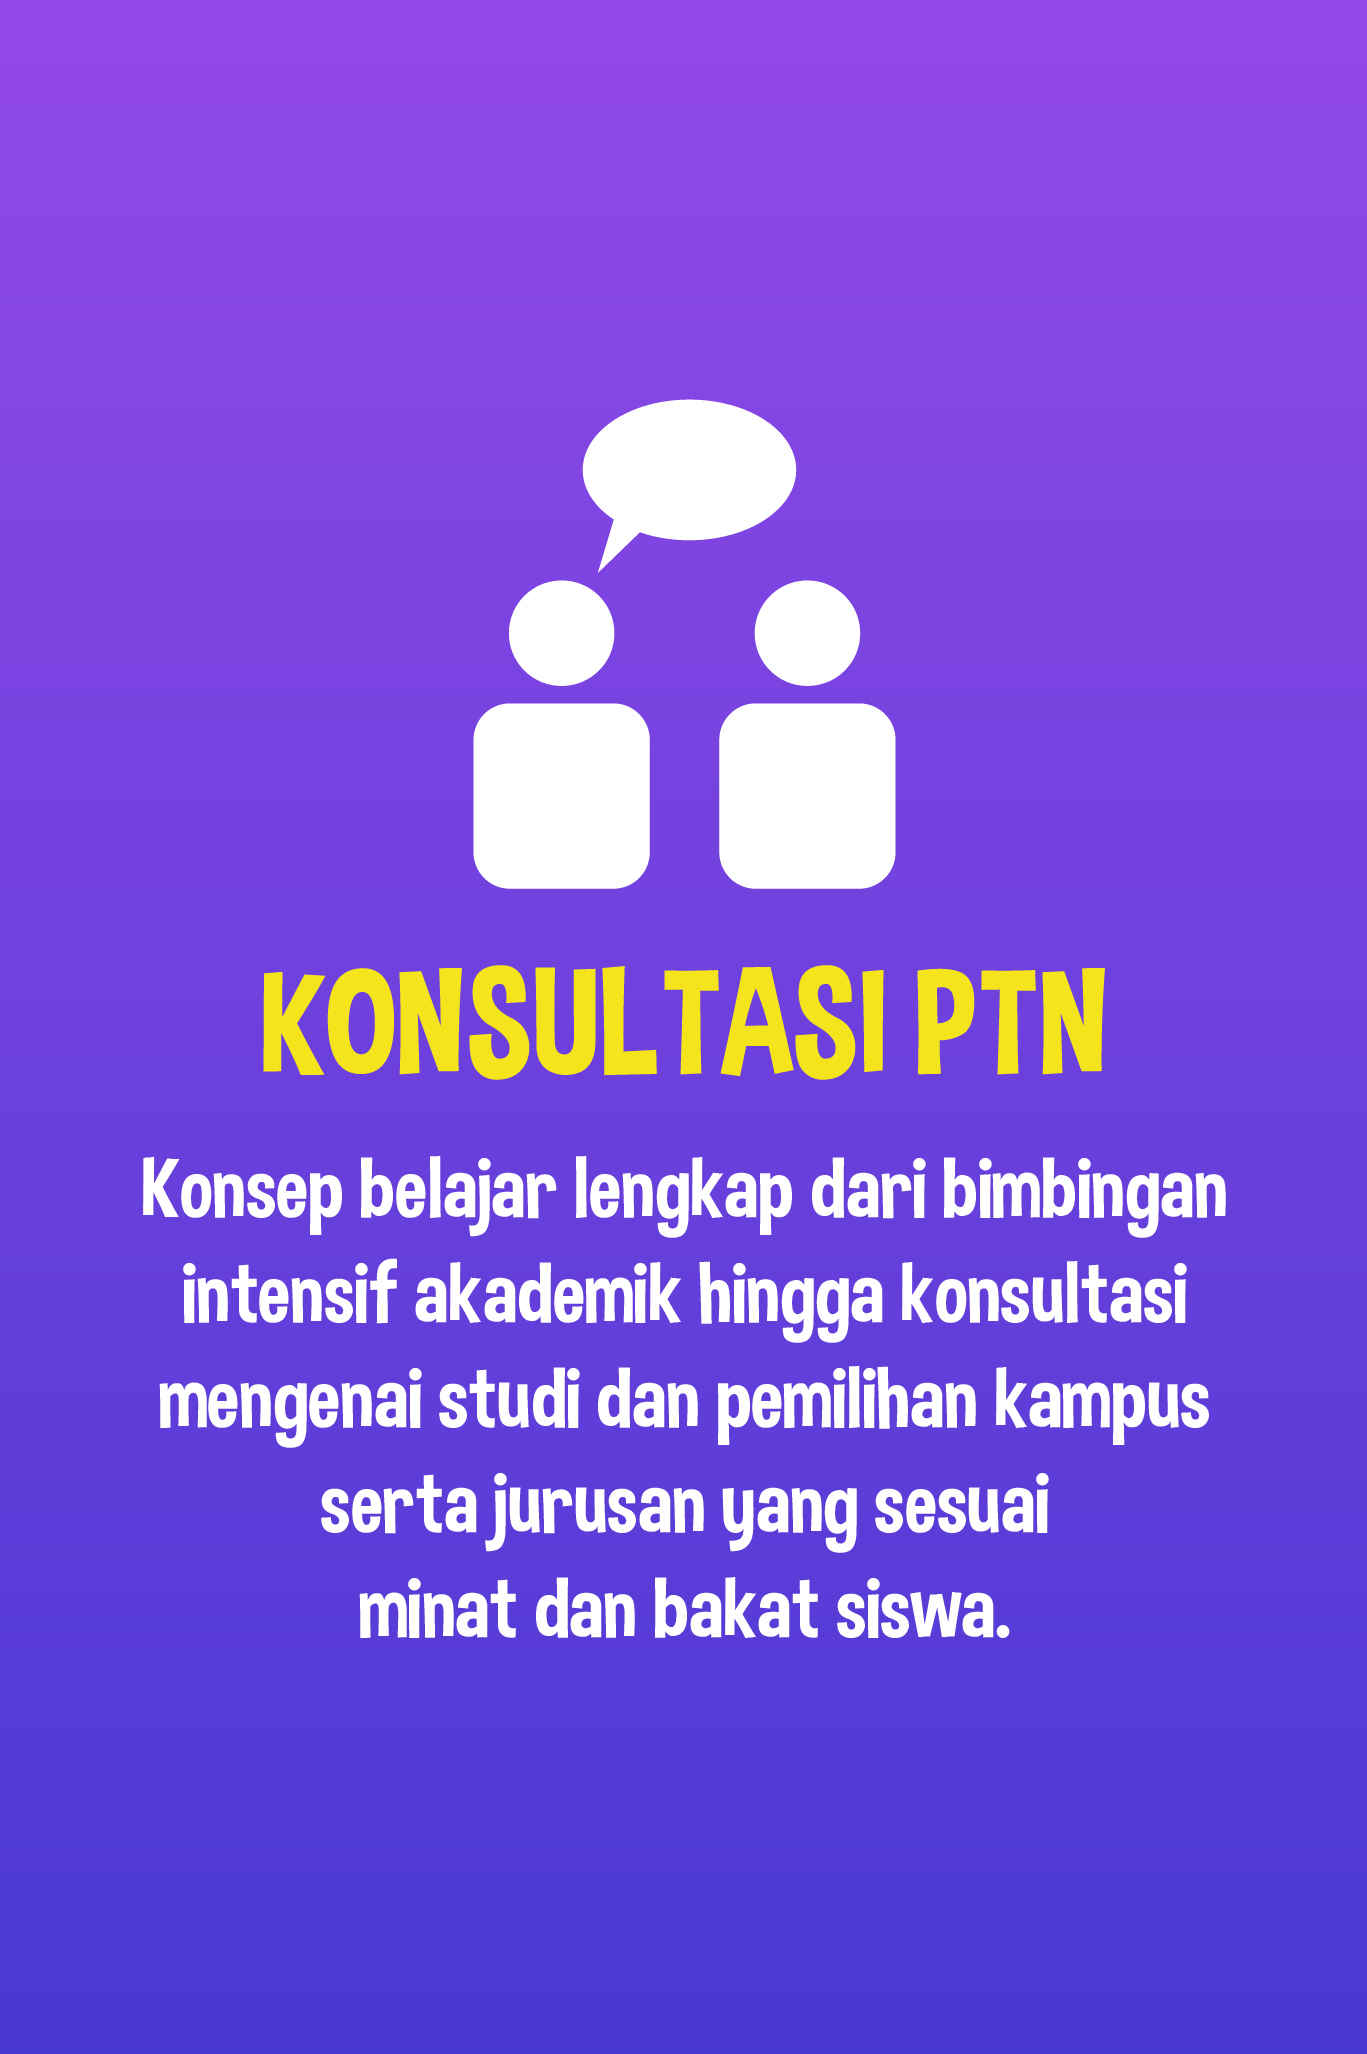 KONSULTASI PTN
Konsep belajar lengkap dari bimbingan
intensif akademik hingga konsultasi
mengenai studi dan pemilihan kampus
serta jurusan yang sesuai
minat dan bakat siswa.